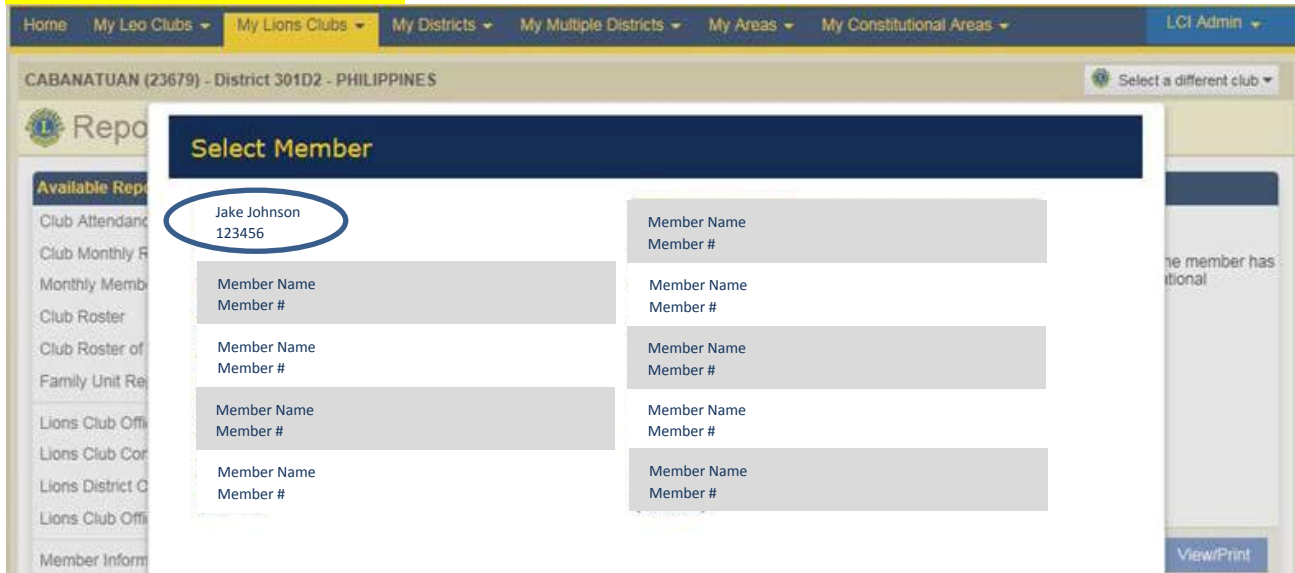 Home My Leo Clubs My Lions Clubs My Districts My Multiple Districts My Areas My Constitutional Areas LCI Admin
CABANATUAN (23679) - District 301D2 - PHILIPPINES Select a different club
Repo
Select Member
Available Repo
Club Attendanc
Club Monthly R
Monthly Memb
Club Roster
Club Roster of
Family Unit Re
Lions Club Offi
Lions Club Cor
Lions District C
Lions Club Offi
Member Inform
Jake Johnson
123456
Member Name
Member #
Member Name
Member #
Member Name
Member #
Member Name
Member #
Member Name
Member #
Member Name
Member #
Member Name
Member #
Member Name
Member #
Member Name
Member #
he member has
ational
View/Print